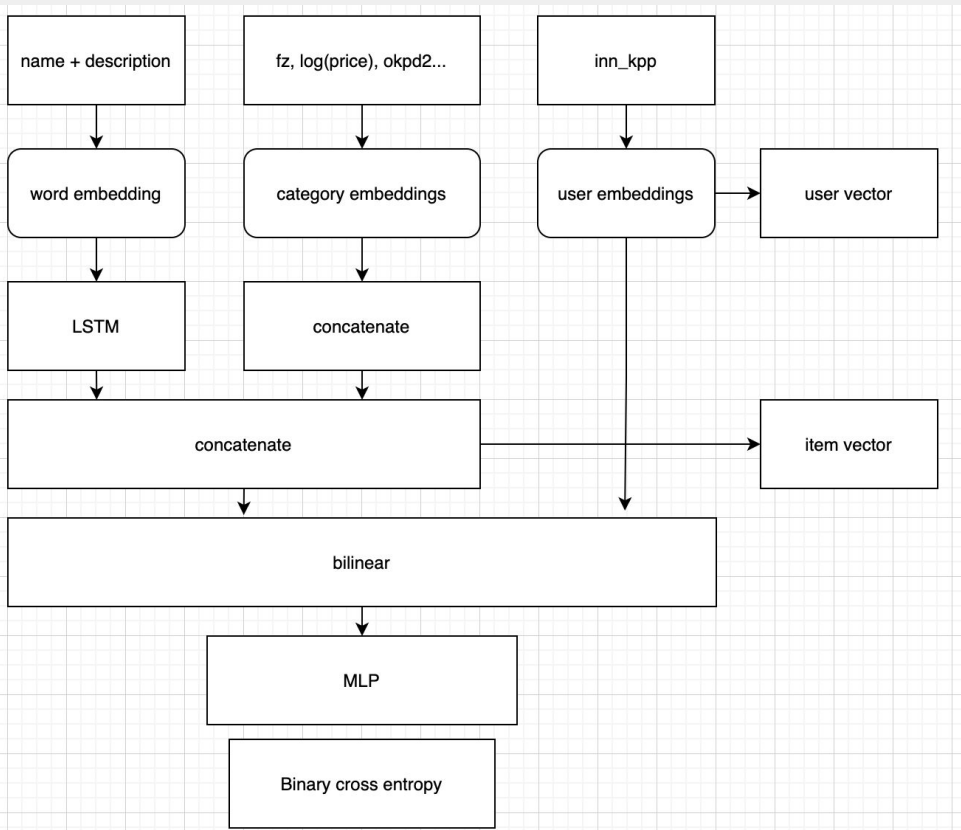 name + description
fz, log(price), okpd2...
inn_kpp
word embedding
category embeddings
user embeddings
user vector
LSTM
concatenate
concatenate
item vector
bilinear
MLP
Binary cross entropy